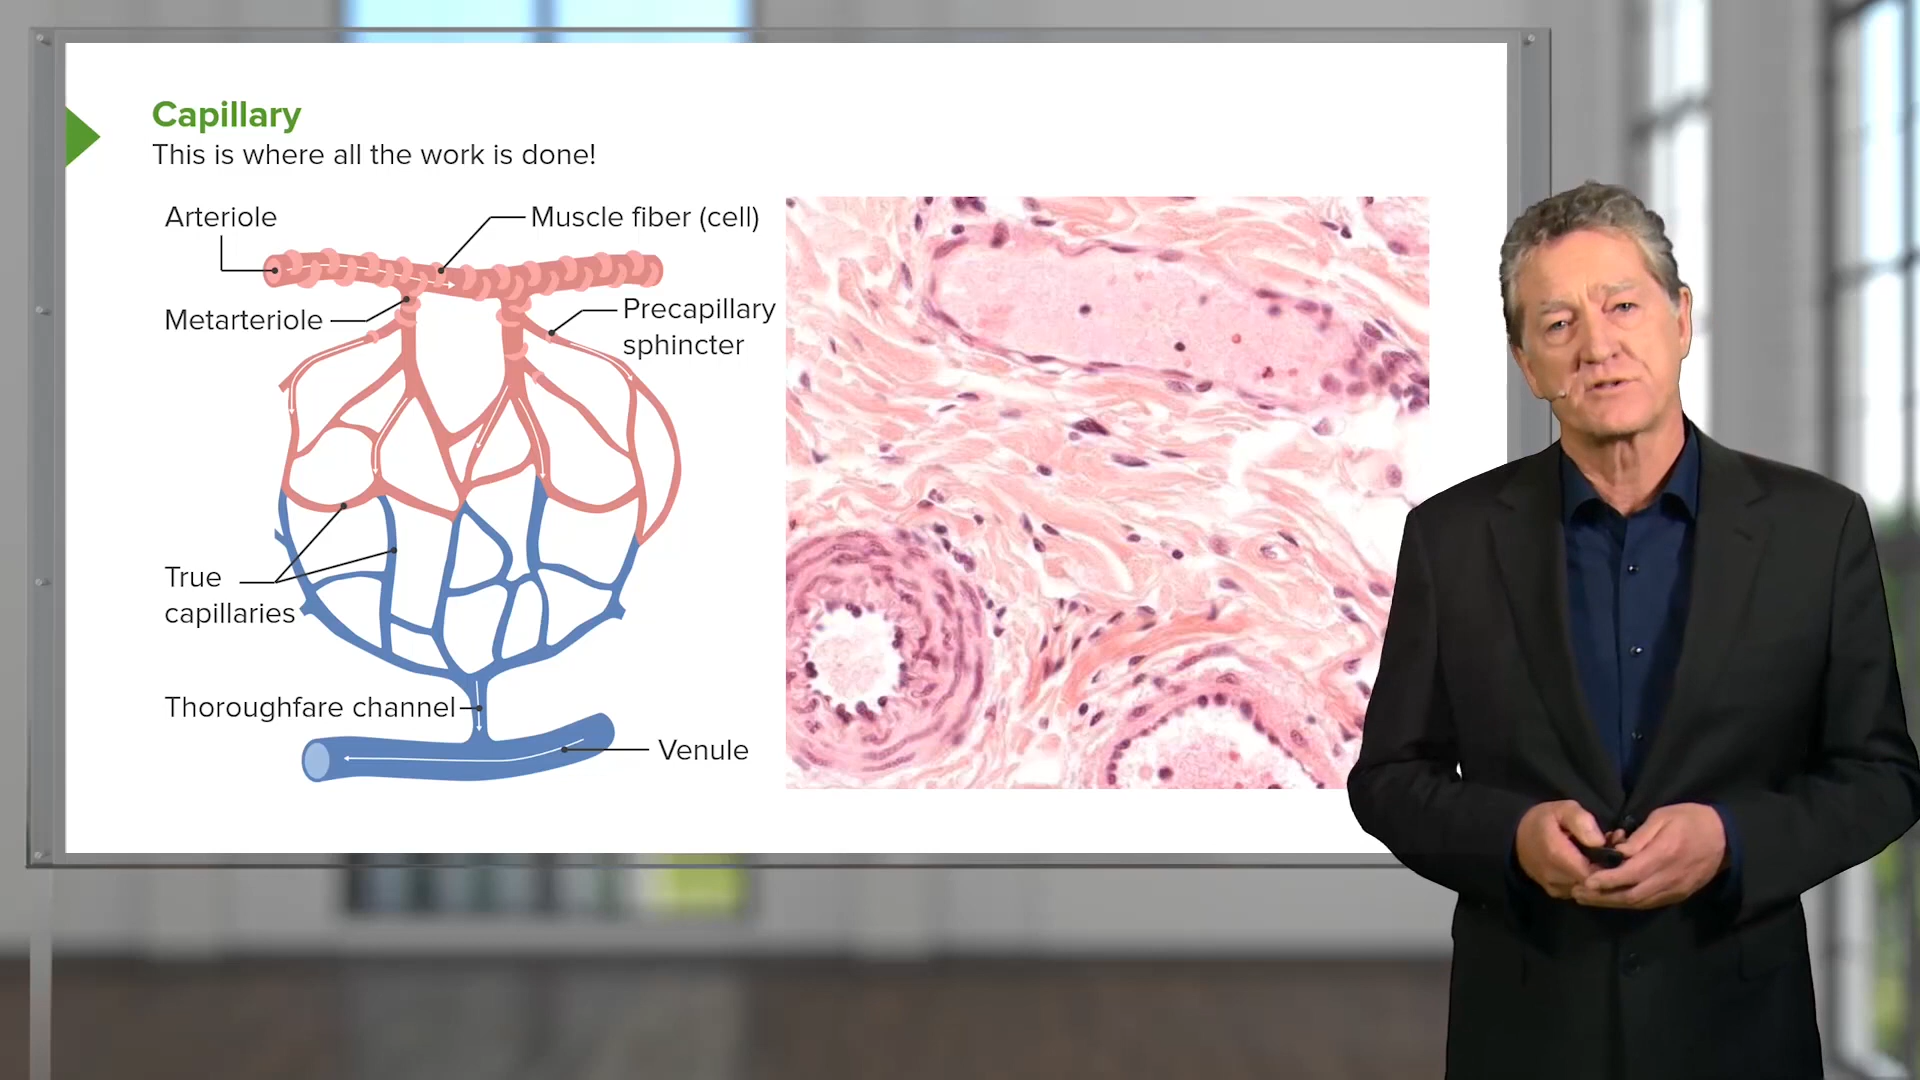 Capillary
This is where all the work is done!
Arteriole
Muscle fiber (cell)
Metarteriole
Precapillary
sphincter
True
capillaries
Thoroughfare channel
Venule